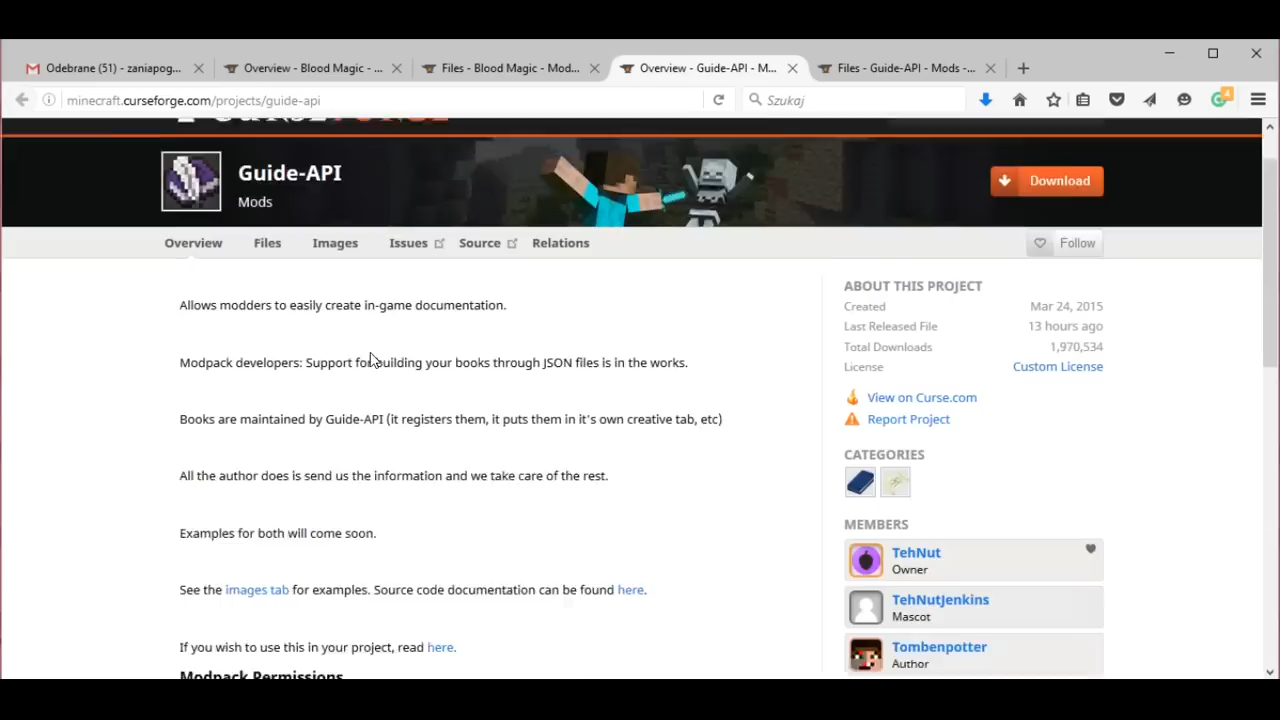 Odebrane (51) - zaniapog...
Overview - Blood Magic - ...
Files - Blood Magic - Mod...
Overview - Guide-API - M...
Files - Guide-API - Mods -...
minecraft.curseforge.com/projects/guide-api
Szukaj
4
Guide-API
Mods
Download
Overview
Files
Images
Issues
Source
Relations
Follow
Allows modders to easily create in-game documentation.
Modpack developers: Support for building your books through JSON files is in the works.
Books are maintained by Guide-API (it registers them, it puts them in it's own creative tab, etc)
All the author does is send us the information and we take care of the rest.
Examples for both will come soon.
See the images tab for examples. Source code documentation can be found here.
If you wish to use this in your project, read here.
Modpack Permissions
ABOUT THIS PROJECT
Created Mar 24, 2015
Last Released File 13 hours ago
Total Downloads 1,970,534
License Custom License
View on Curse.com
Report Project
CATEGORIES
MEMBERS
TehNut
Owner
TehNutJenkins
Mascot
Tombenpotter
Author